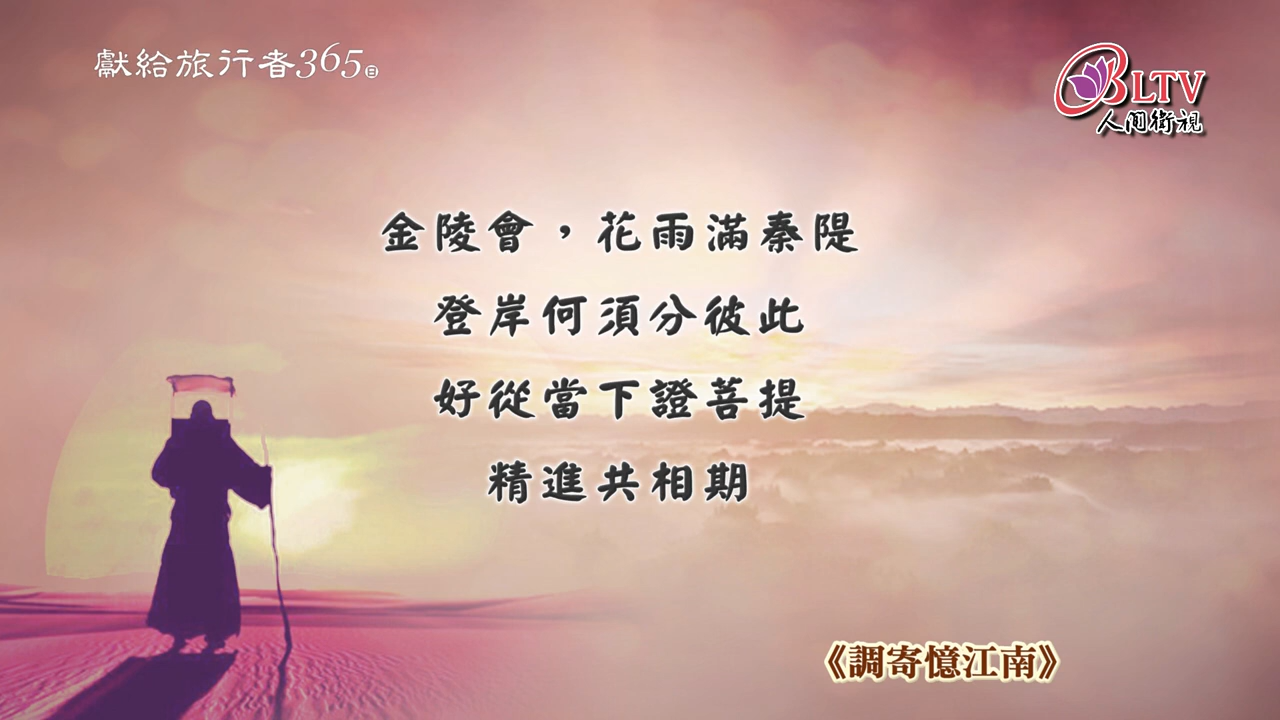 獻給旅行者365日
BLTV
人間衛視
金陵會，花雨滿秦隄
登岸何須分彼此
好從當下證菩提
精進共相期
《調寄憶江南》